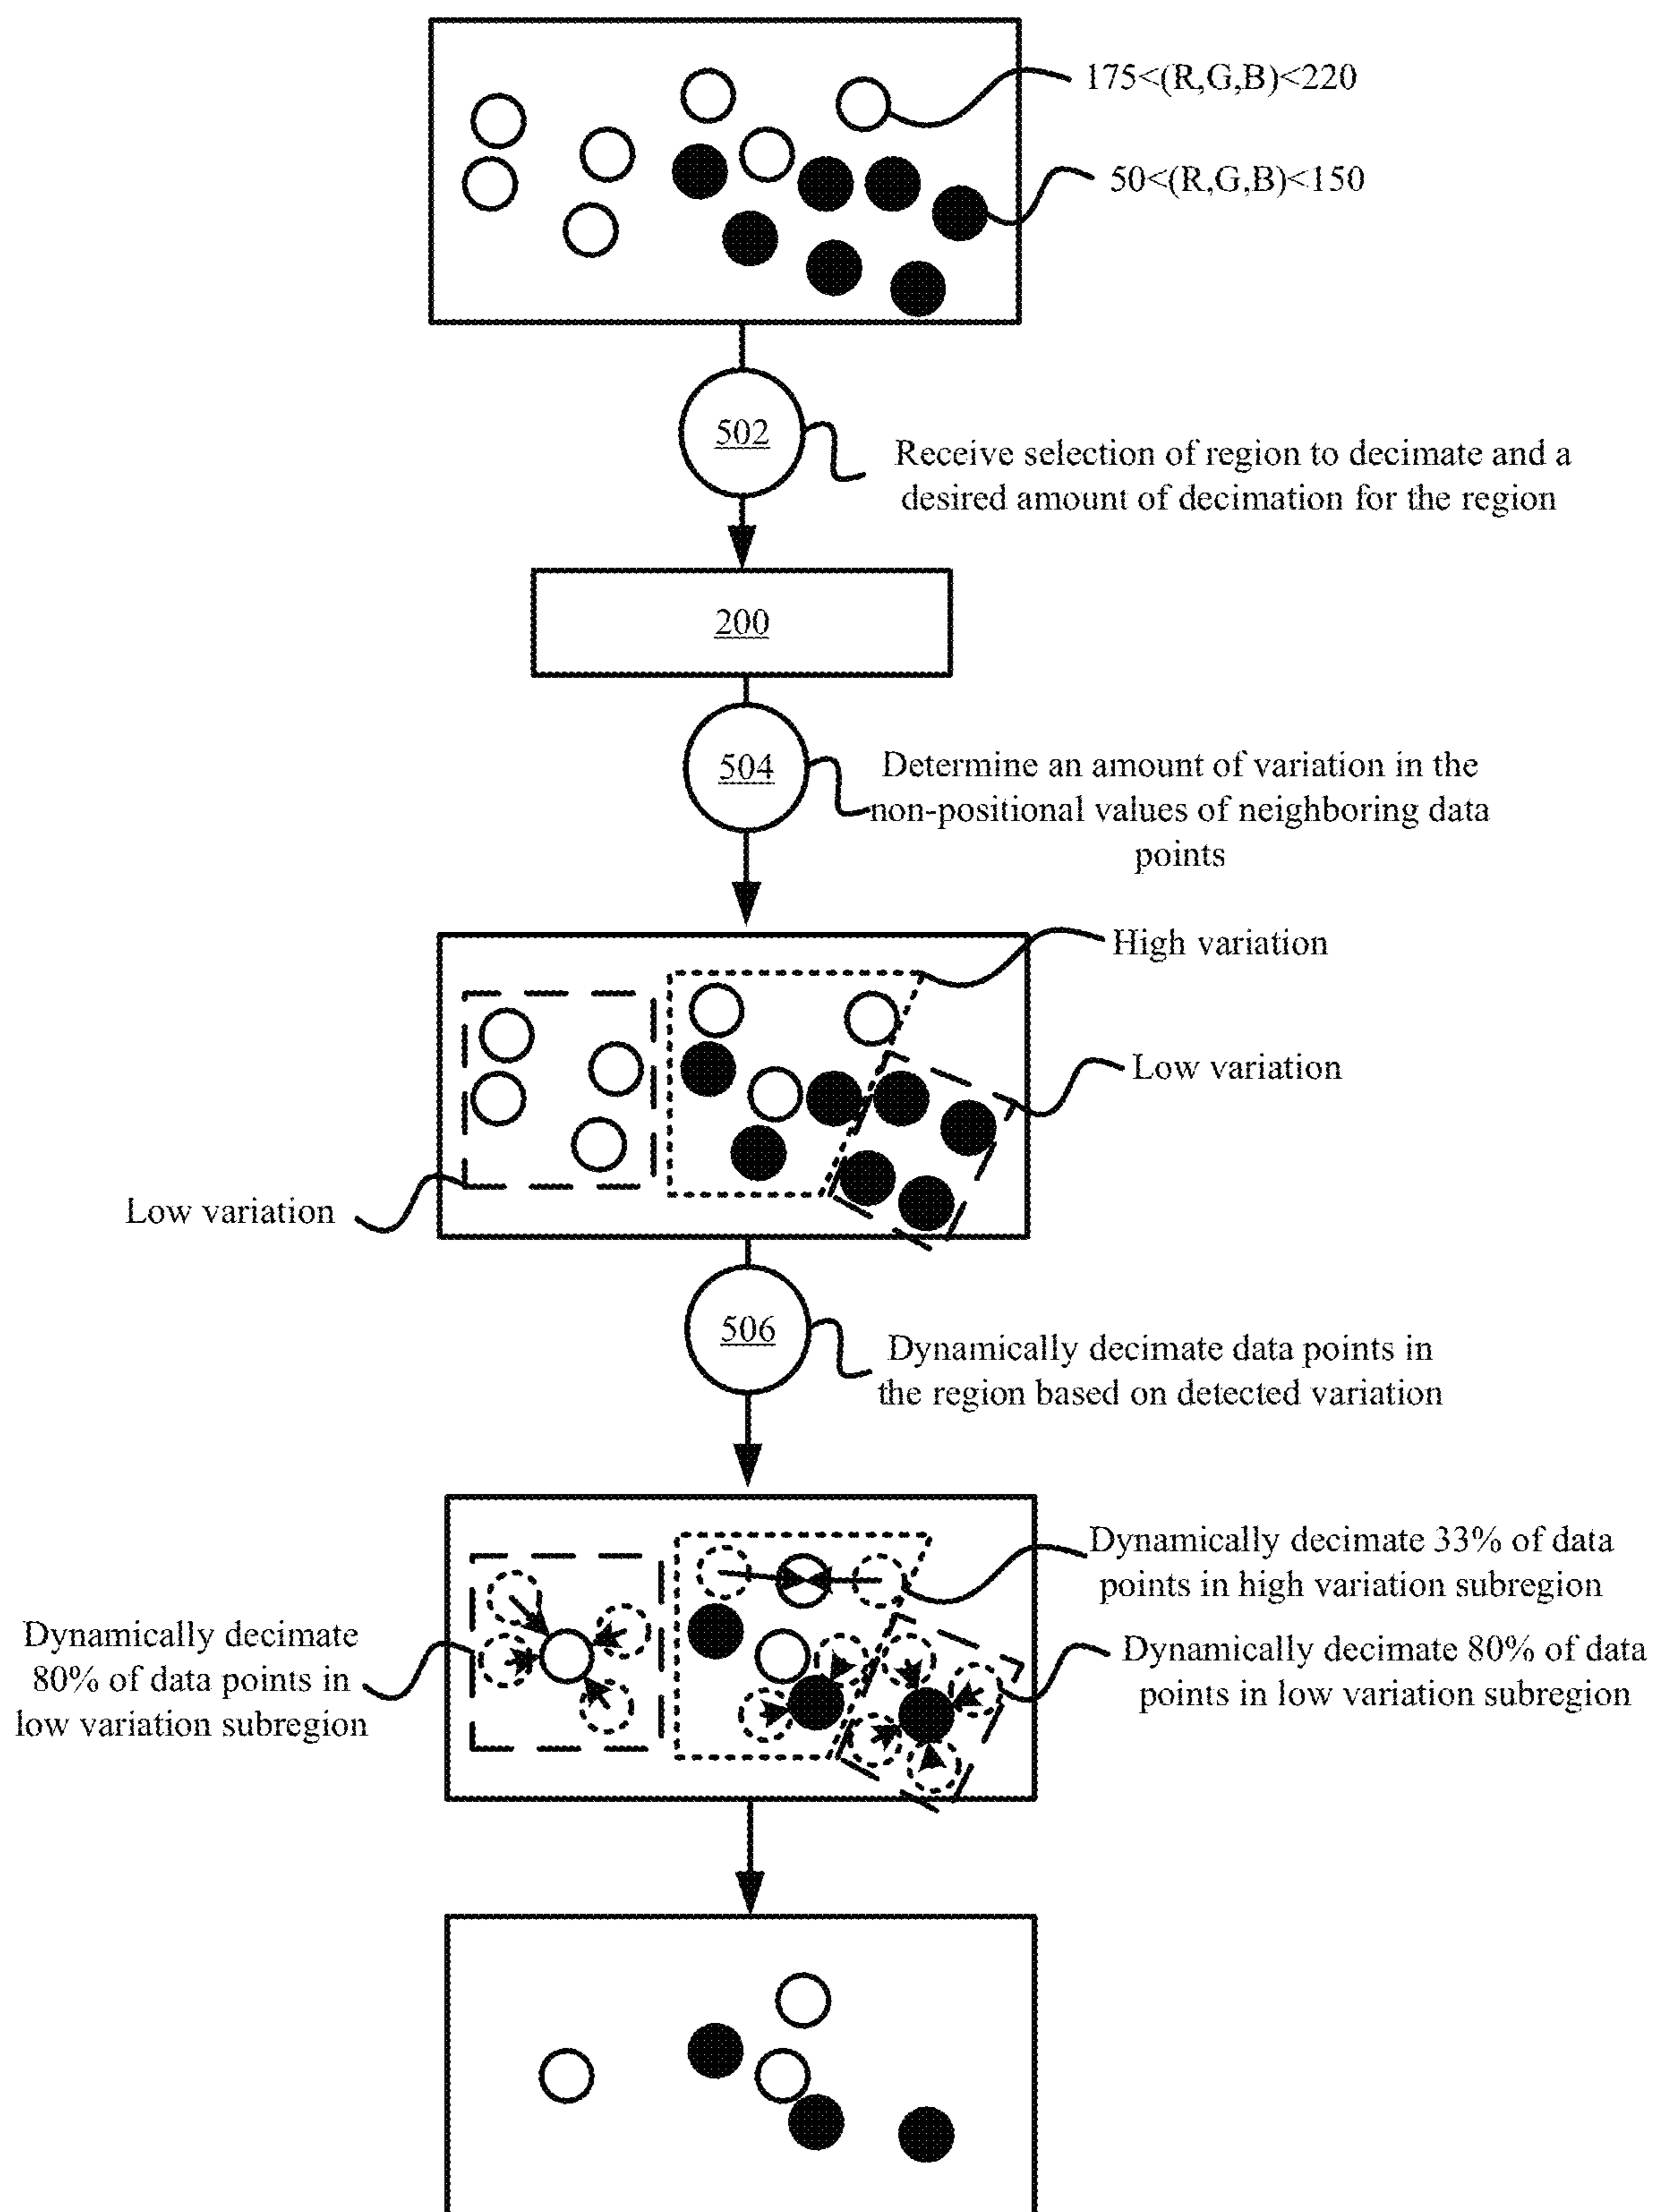 175<(R,G,B)<220
50<(R,G,B)<150
502
Receive selection of region to decimate and a
desired amount of decimation for the region
200
504
Determine an amount of variation in the
non-positional values of neighboring data
points
High variation
Low variation
Low variation
506
Dynamically decimate data points in
the region based on detected variation
Dynamically decimate 33% of data
points in high variation subregion
Dynamically decimate
80% of data points in
low variation subregion
Dynamically decimate 80% of data
points in low variation subregion